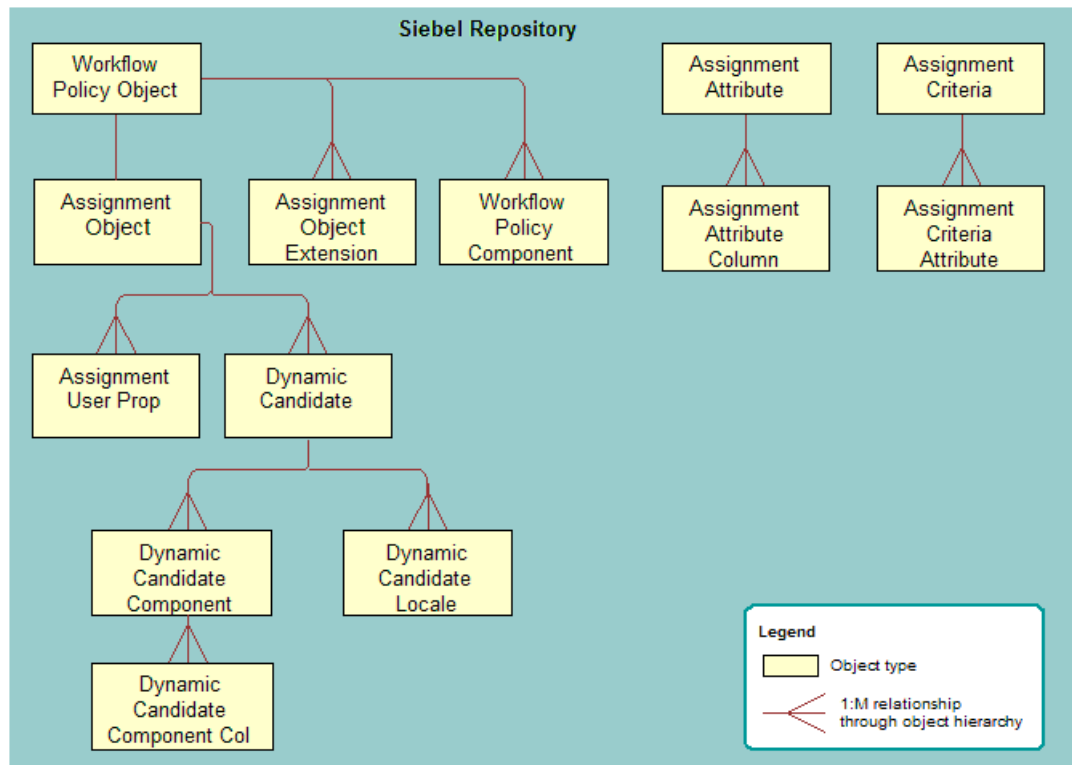 Siebel Repository
Workflow
Policy Object
Assignment
Attribute
Assignment
Criteria
Assignment
Object
Assignment
Object
Extension
Workflow
Policy
Component
Assignment
Attribute
Column
Assignment
Criteria
Attribute
Assignment
User Prop
Dynamic
Candidate
Dynamic
Candidate
Component
Dynamic
Candidate
Locale
Dynamic
Candidate
Component Col
Legend
Object type
1:M relationship
through object hierarchy